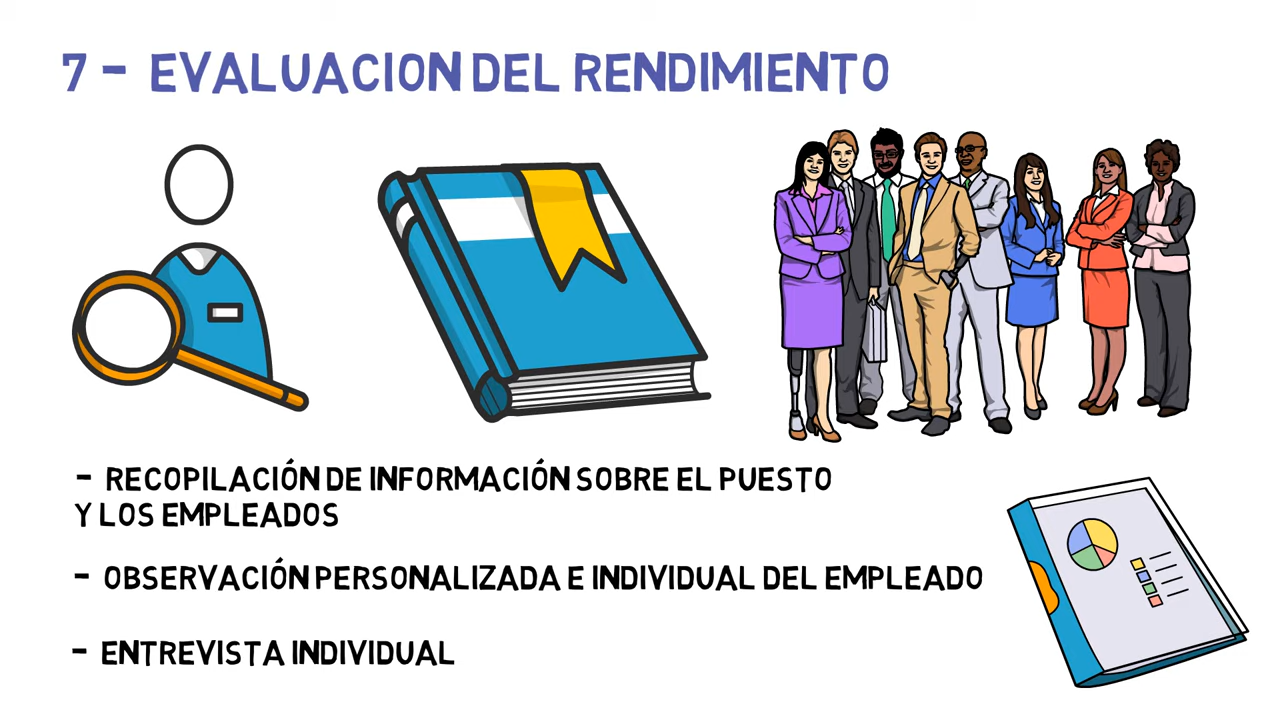 7 - EVALUACION DEL RENDIMIENTO
- RECOPILACIÓN DE INFORMACIÓN SOBRE EL PUESTO
Y LOS EMPLEADOS
- OBSERVACIÓN PERSONALIZADA E INDIVIDUAL DEL EMPLEADO
- ENTREVISTA INDIVIDUAL